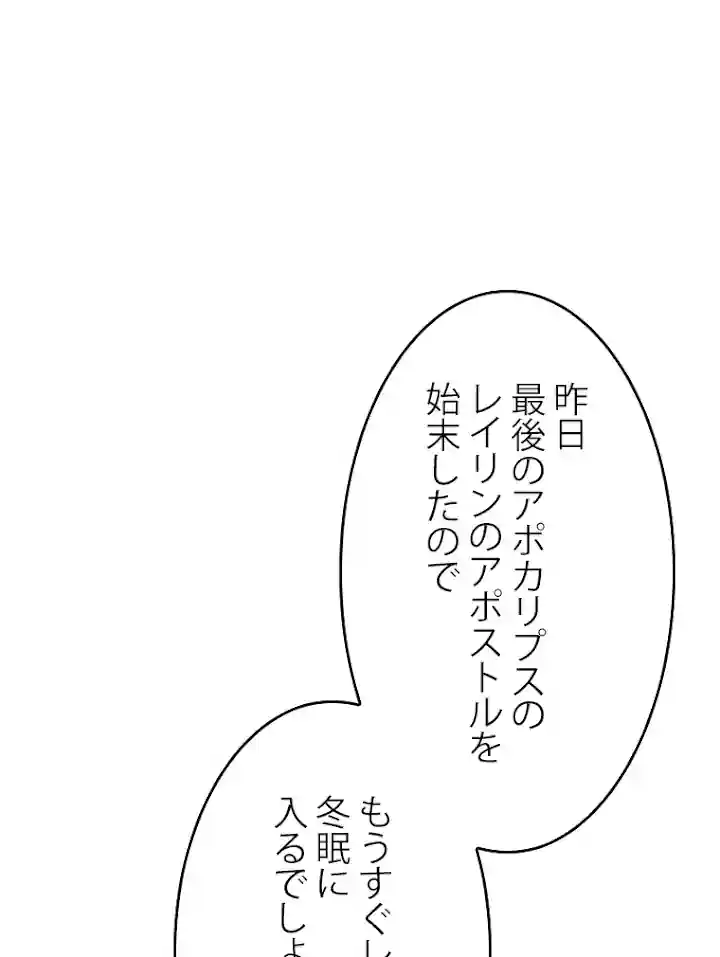 昨日
最後のアポカリプスの
レイリンのアポストルを
始末したので
もうすぐレ
冬眠に
入るでしょ